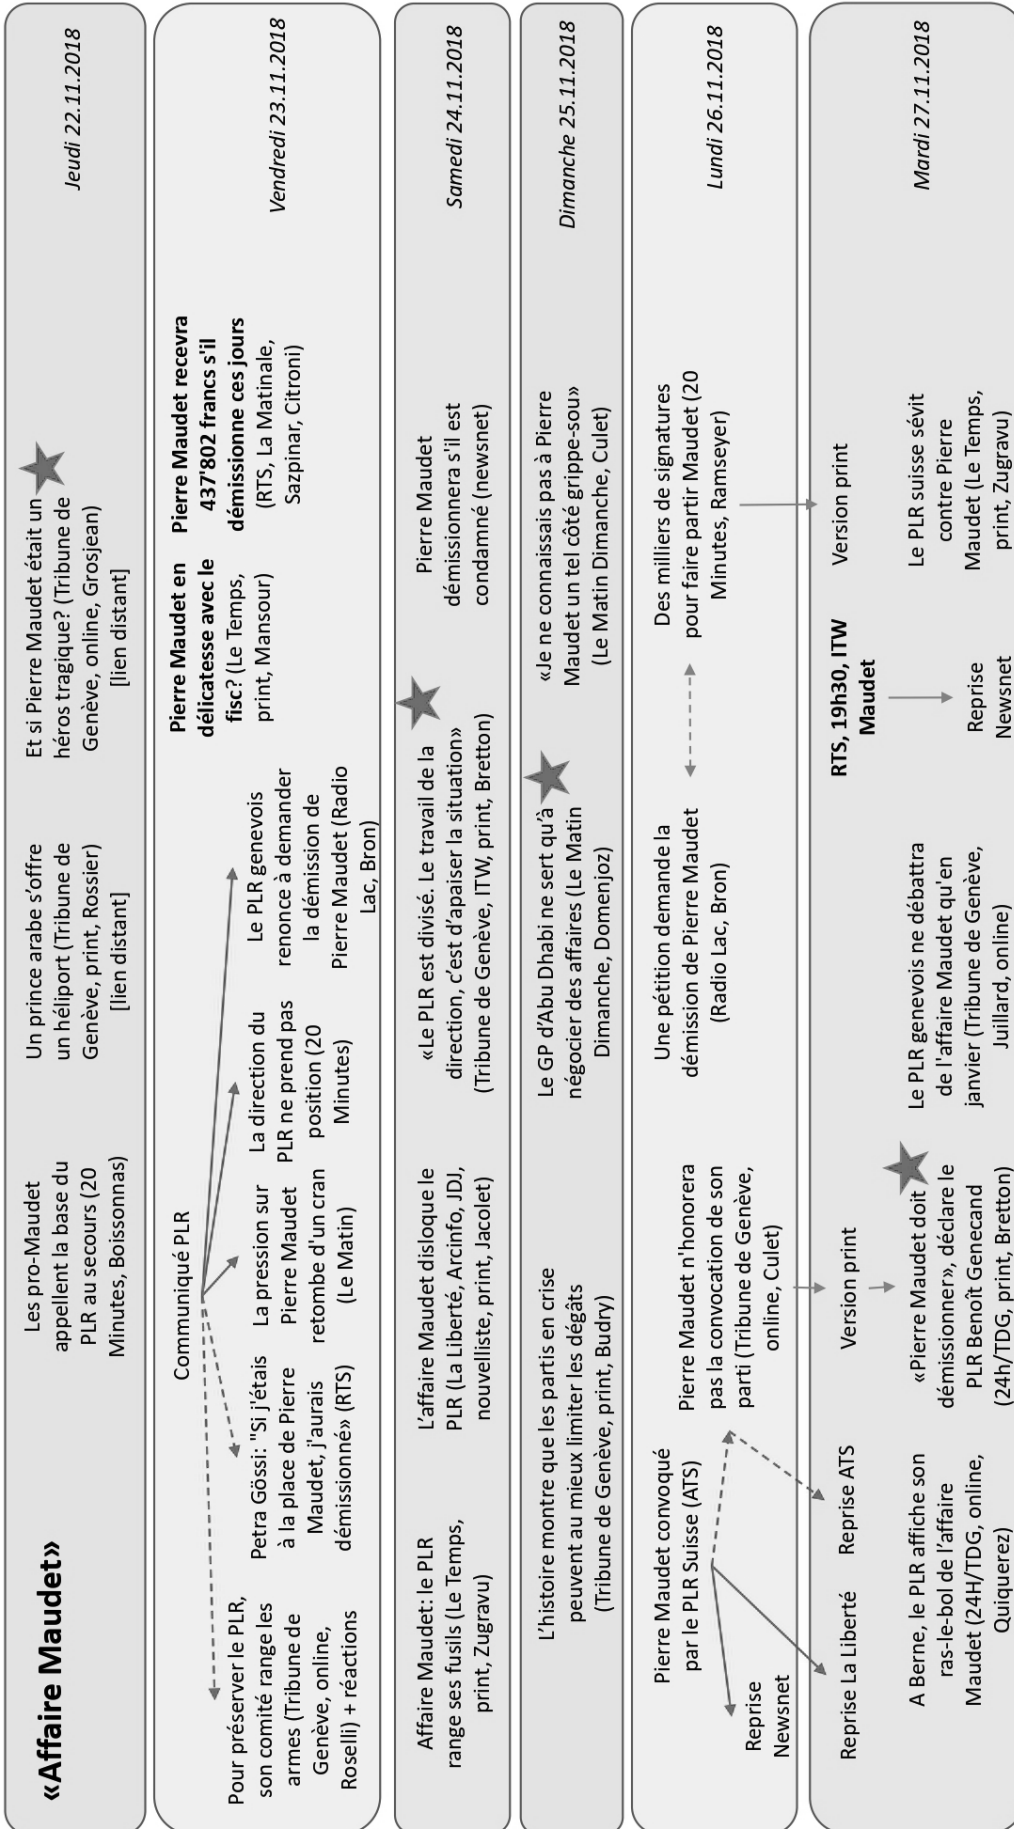 «Affaire Maudet»
Les pro-Maudet
appellent la base du
PLR au secours (20
Minutes, Boissonnas)
Un prince arabe s’offre
un héliport (Tribune de
Genève, print, Rossier)
[lien distant]
Et si Pierre Maudet était un
héros tragique? (Tribune de
Genève, online, Grosjean)
[lien distant]
Jeudi 22.11.2018
Communiqué PLR
Pour préserver le PLR,
son comité range les
armes (Tribune de
Genève, online,
Roselli) + réactions
Petra Gössi: "Si j'étais
à la place de Pierre
Maudet, j'aurais
démissionné» (RTS)
La pression sur
Pierre Maudet
retombe d'un cran
(Le Matin)
La direction du
PLR ne prend pas
position (20
Minutes)
Le PLR genevois
renonce à demander
la démission de
Pierre Maudet (Radio
Lac, Bron)
Pierre Maudet en
délicatesse avec le
fisc? (Le Temps,
print, Mansour)
Pierre Maudet recevra
437'802 francs s'il
démissionne ces jours
(RTS, La Matinale,
Sazpinar, Citroni)
Vendredi 23.11.2018
Affaire Maudet: le PLR
range ses fusils (Le Temps,
print, Zugravu)
L’affaire Maudet disloque le
PLR (La Liberté, Arcinfo, JDJ,
nouvelliste, print, Jacolet)
«Le PLR est divisé. Le travail de la
direction, c’est d’apaiser la situation»
(Tribune de Genève, ITW, print, Bretton)
Pierre Maudet
démissionnera s'il est
condamné (newsnet)
Samedi 24.11.2018
L’histoire montre que les partis en crise
peuvent au mieux limiter les dégâts
(Tribune de Genève, print, Budry)
Le GP d’Abu Dhabi ne sert qu’à
négocier des affaires (Le Matin
Dimanche, Domenjoz)
«Je ne connaissais pas à Pierre
Maudet un tel côté grippe-sou»
(Le Matin Dimanche, Culet)
Dimanche 25.11.2018
Pierre Maudet convoqué
par le PLR Suisse (ATS)
Reprise
Newsnet
Pierre Maudet n'honorera
pas la convocation de son
parti (Tribune de Genève,
online, Culet)
Une pétition demande la
démission de Pierre Maudet
(Radio Lac, Bron)
Des milliers de signatures
pour faire partir Maudet (20
Minutes, Ramseyer)
Lundi 26.11.2018
Reprise La Liberté
Reprise ATS
Version print
RTS, 19h30, ITW
Maudet
Version print
A Berne, le PLR affiche son
ras-le-bol de l’affaire
Maudet (24H/TDG, online,
Quiquerez)
«Pierre Maudet doit
démissionner», déclare le
PLR Benoît Genecand
(24h/TDG, print, Bretton)
Le PLR genevois ne débattra
de l'affaire Maudet qu'en
janvier (Tribune de Genève,
Juillard, online)
Reprise
Newsnet
Le PLR suisse sévit
contre Pierre
Maudet (Le Temps,
print, Zugravu)
Mardi 27.11.2018